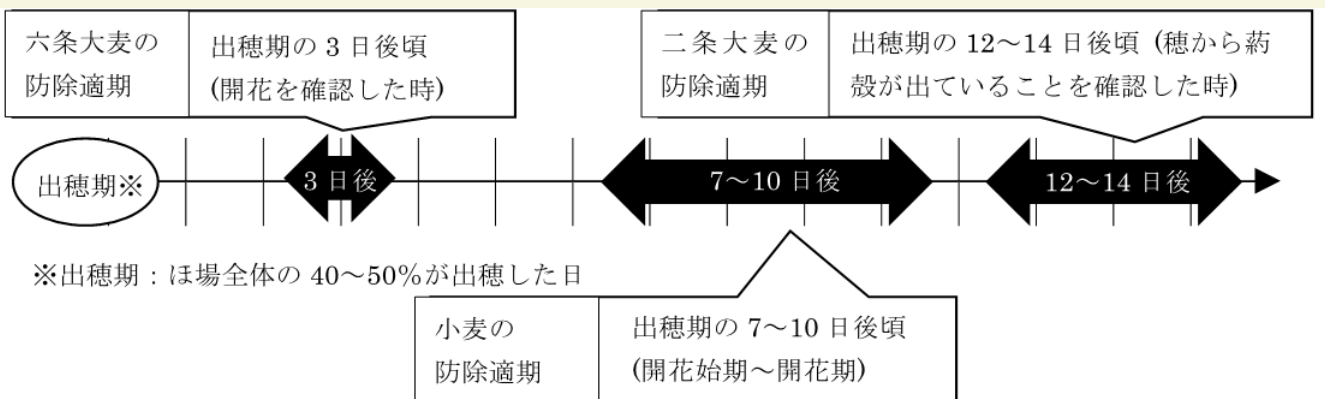 六条大麦の
防除適期
出穂期の 3 日後頃
(開花を確認した時)
二条大麦の
防除適期
出穂期の 12～14 日後頃 (穂から葯
殻が出ていることを確認した時)
出穂期※
3 日後
7～10 日後
12～14 日後
※出穂期：ほ場全体の 40～50％が出穂した日
小麦の
防除適期
出穂期の 7～10 日後頃
(開花始期～開花期)